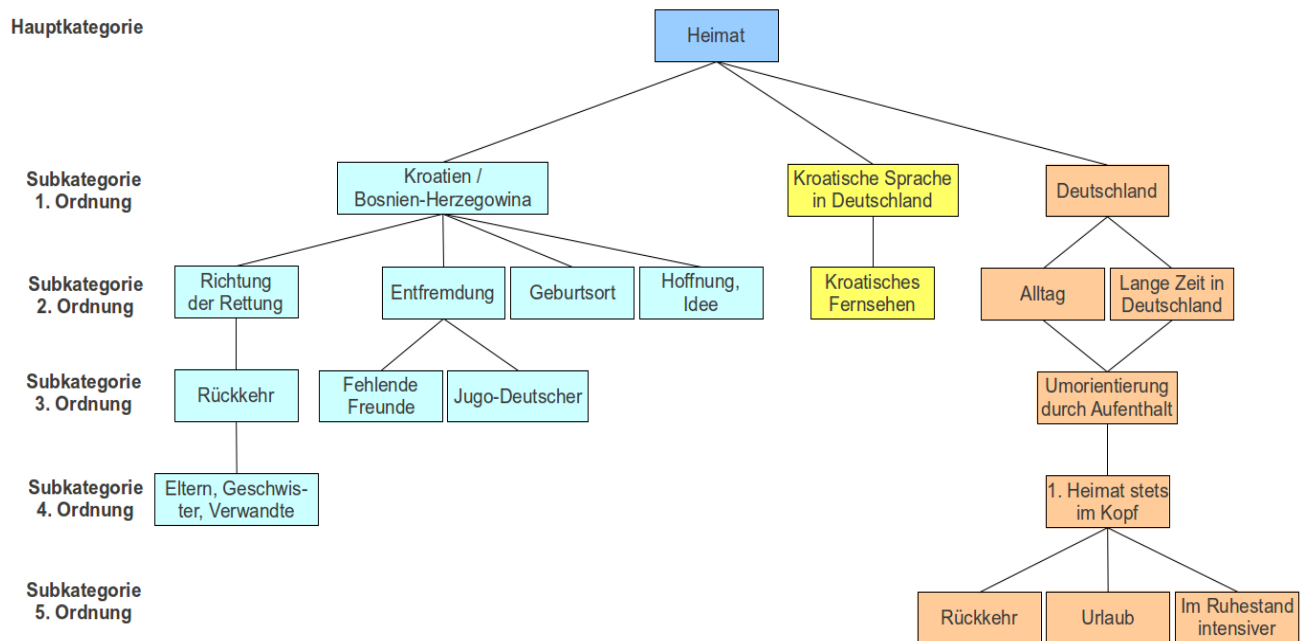 Hauptkategorie
Heimat
Subkategorie
1. Ordnung
Kroatien /
Bosnien-Herzegowina
Kroatische Sprache
in Deutschland
Deutschland
Subkategorie
2. Ordnung
Richtung
der Rettung
Entfremdung
Geburtsort
Hoffnung,
Idee
Kroatisches
Fernsehen
Alltag
Lange Zeit in
Deutschland
Subkategorie
3. Ordnung
Rückkehr
Fehlende
Freunde
Jugo-Deutscher
Umorientierung
durch Aufenthalt
Subkategorie
4. Ordnung
Eltern, Geschwis-
ter, Verwandte
1. Heimat stets
im Kopf
Subkategorie
5. Ordnung
Rückkehr
Urlaub
Im Ruhestand
intensiver